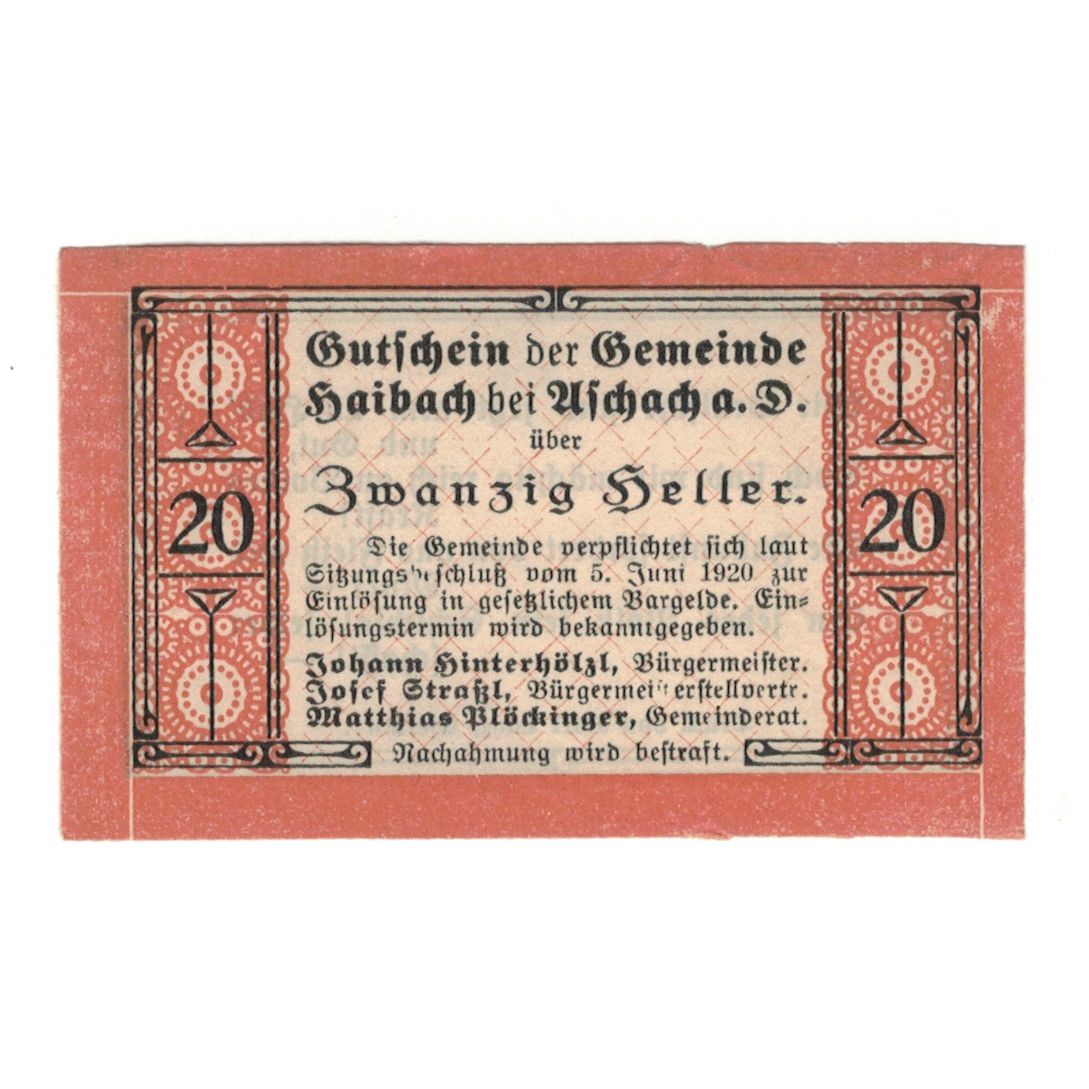 Gutschein der Gemeinde
Haibach bei Aschach a. D.
über
Zwanzig Heller.
20
20
Die Gemeinde verpflichtet sich laut
Sitzungsbeschluß vom 5. Juni 1920 zur
Einlösung in gesetzlichem Bargelde. Ein=
lösungstermin wird bekanntgegeben.
Johann Hinterhölzl, Bürgermeister.
Josef Straßl, Bürgermeisterstellvertr.
Matthias Plöckinger, Gemeinderat.
Nachahmung wird bestraft.